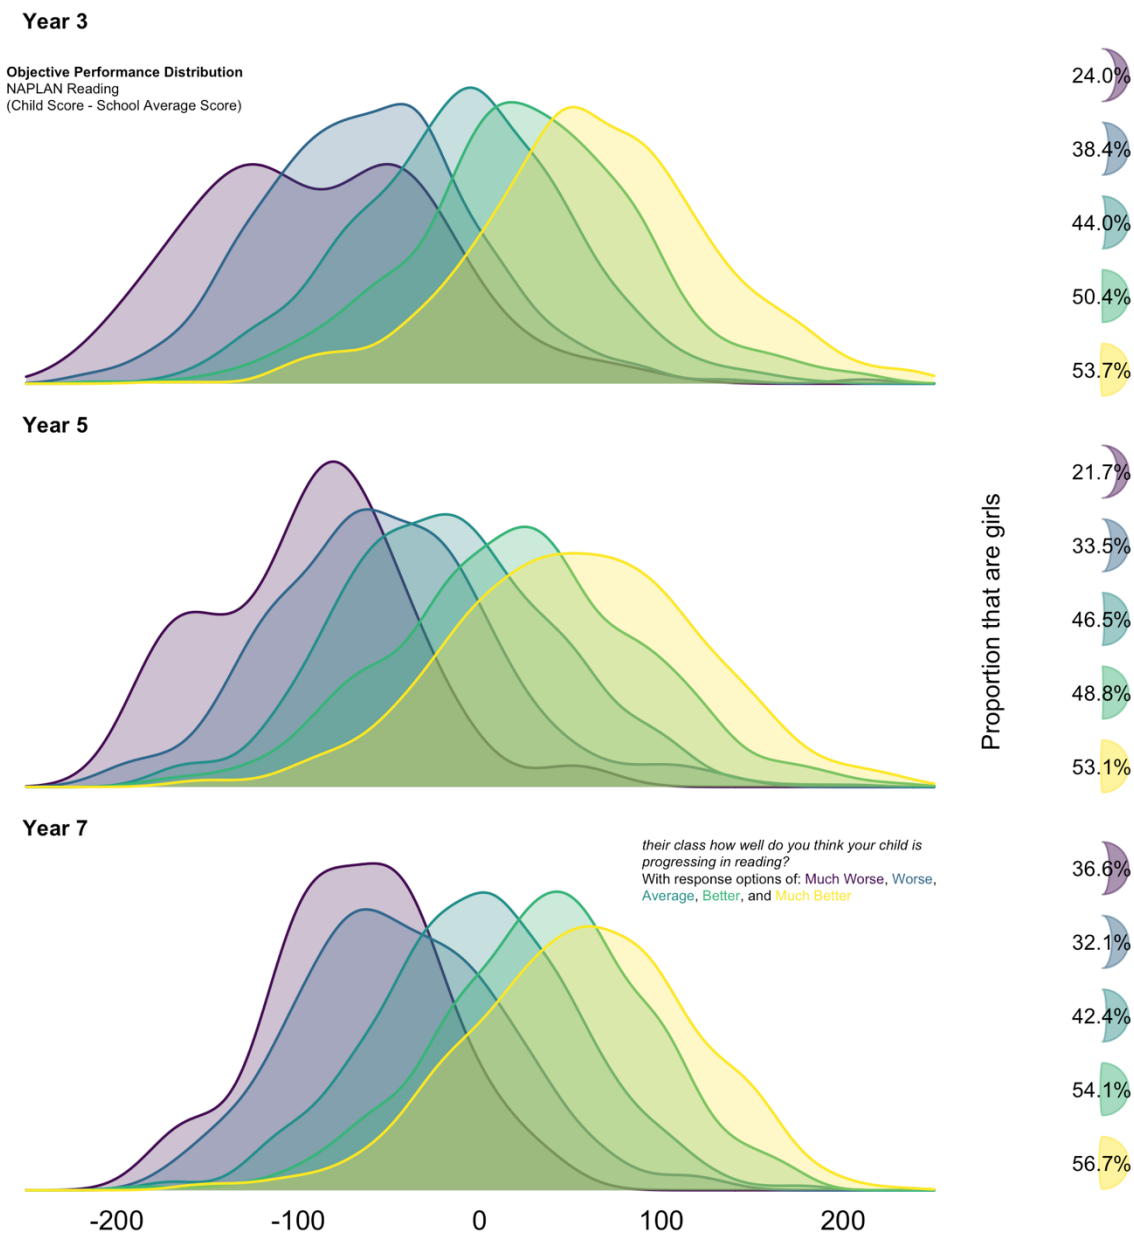 Year 3
Objective Performance Distribution
NAPLAN Reading
(Child Score - School Average Score)
24.0%
38.4%
44.0%
50.4%
53.7%
Year 5
21.7%
33.5%
46.5%
48.8%
53.1%
Proportion that are girls
Year 7
their class how well do you think your child is
progressing in reading?
With response options of: Much Worse, Worse,
Average, Better, and Much Better
36.6%
32.1%
42.4%
54.1%
56.7%
-200 -100 0 100 200